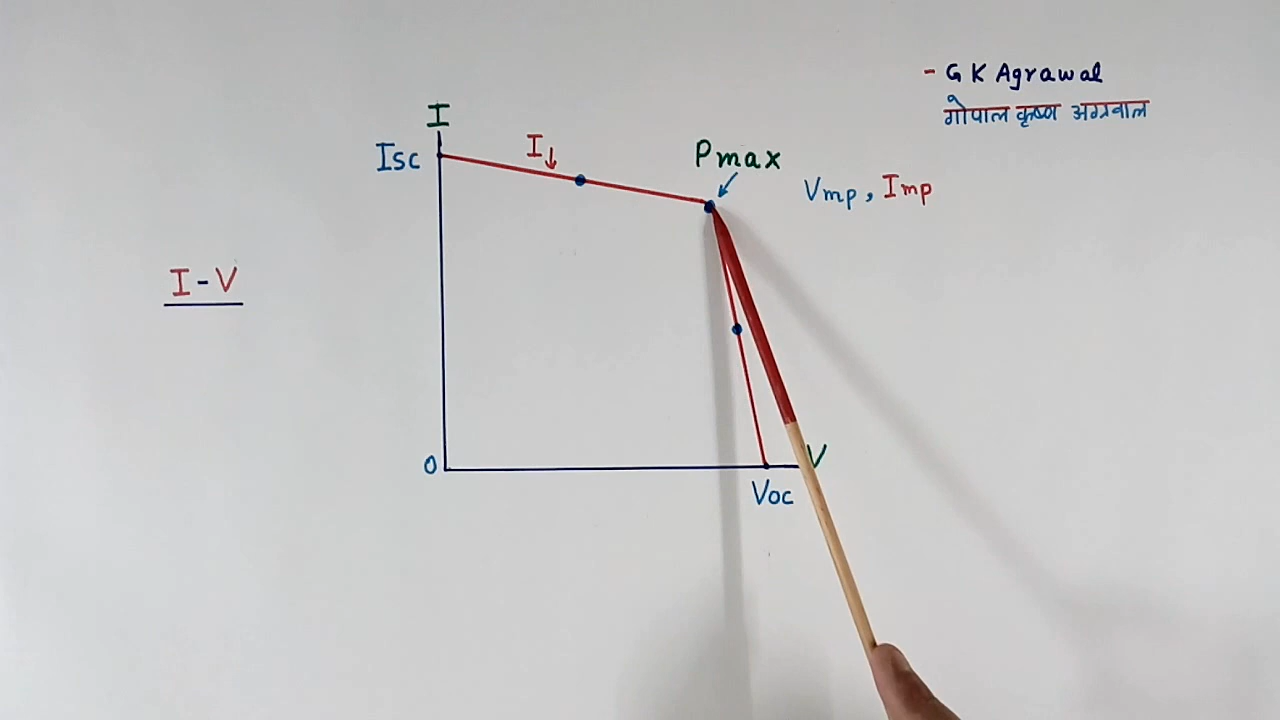 - G K Agrawal
गोपाल कृष्ण अग्रवाल
I
Isc
I↓
Pmax
Vmp, Imp
I-V
0
V
Voc